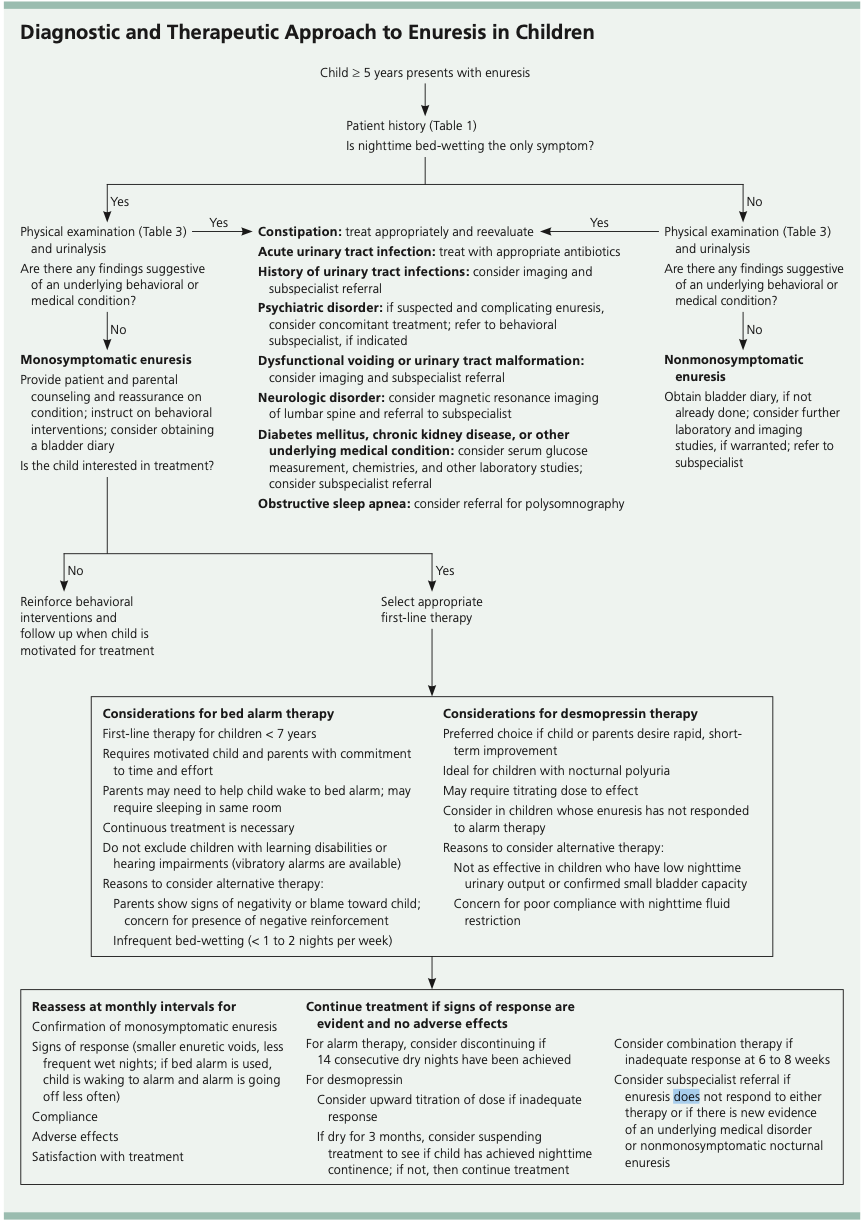 Diagnostic and Therapeutic Approach to Enuresis in Children
Child ≥ 5 years presents with enuresis
Patient history (Table 1)
Is nighttime bed-wetting the only symptom?
Yes
No
Physical examination (Table 3)
and urinalysis
Are there any findings suggestive
of an underlying behavioral or
medical condition?
Yes
No
Monosymptomatic enuresis
Provide patient and parental
counseling and reassurance on
condition; instruct on behavioral
interventions; consider obtaining
a bladder diary
Is the child interested in treatment?
Constipation: treat appropriately and reevaluate
Acute urinary tract infection: treat with appropriate antibiotics
History of urinary tract infections: consider imaging and
subspecialist referral
Psychiatric disorder: if suspected and complicating enuresis,
consider concomitant treatment; refer to behavioral
subspecialist, if indicated
Dysfunctional voiding or urinary tract malformation:
consider imaging and subspecialist referral
Neurologic disorder: consider magnetic resonance imaging
of lumbar spine and referral to subspecialist
Diabetes mellitus, chronic kidney disease, or other
underlying medical condition: consider serum glucose
measurement, chemistries, and other laboratory studies;
consider subspecialist referral
Obstructive sleep apnea: consider referral for polysomnography
Yes
Physical examination (Table 3)
and urinalysis
Are there any findings suggestive
of an underlying behavioral or
medical condition?
No
Nonmonosymptomatic
enuresis
Obtain bladder diary, if not
already done; consider further
laboratory and imaging
studies, if warranted; refer to
subspecialist
No
Yes
Reinforce behavioral
interventions and
follow up when child is
motivated for treatment
Select appropriate
first-line therapy
Considerations for bed alarm therapy
First-line therapy for children < 7 years
Requires motivated child and parents with commitment
to time and effort
Parents may need to help child wake to bed alarm; may
require sleeping in same room
Continuous treatment is necessary
Do not exclude children with learning disabilities or
hearing impairments (vibratory alarms are available)
Reasons to consider alternative therapy:
Parents show signs of negativity or blame toward child;
concern for presence of negative reinforcement
Infrequent bed-wetting (< 1 to 2 nights per week)
Considerations for desmopressin therapy
Preferred choice if child or parents desire rapid, short-
term improvement
Ideal for children with nocturnal polyuria
May require titrating dose to effect
Consider in children whose enuresis has not responded
to alarm therapy
Reasons to consider alternative therapy:
Not as effective in children who have low nighttime
urinary output or confirmed small bladder capacity
Concern for poor compliance with nighttime fluid
restriction
Reassess at monthly intervals for
Confirmation of monosymptomatic enuresis
Signs of response (smaller enuretic voids, less
frequent wet nights; if bed alarm is used,
child is waking to alarm and alarm is going
off less often)
Compliance
Adverse effects
Satisfaction with treatment
Continue treatment if signs of response are
evident and no adverse effects
For alarm therapy, consider discontinuing if
14 consecutive dry nights have been achieved
For desmopressin
Consider upward titration of dose if inadequate
response
If dry for 3 months, consider suspending
treatment to see if child has achieved nighttime
continence; if not, then continue treatment
Consider combination therapy if
inadequate response at 6 to 8 weeks
Consider subspecialist referral if
enuresis does not respond to either
therapy or if there is new evidence
of an underlying medical disorder
or nonmonosymptomatic nocturnal
enuresis